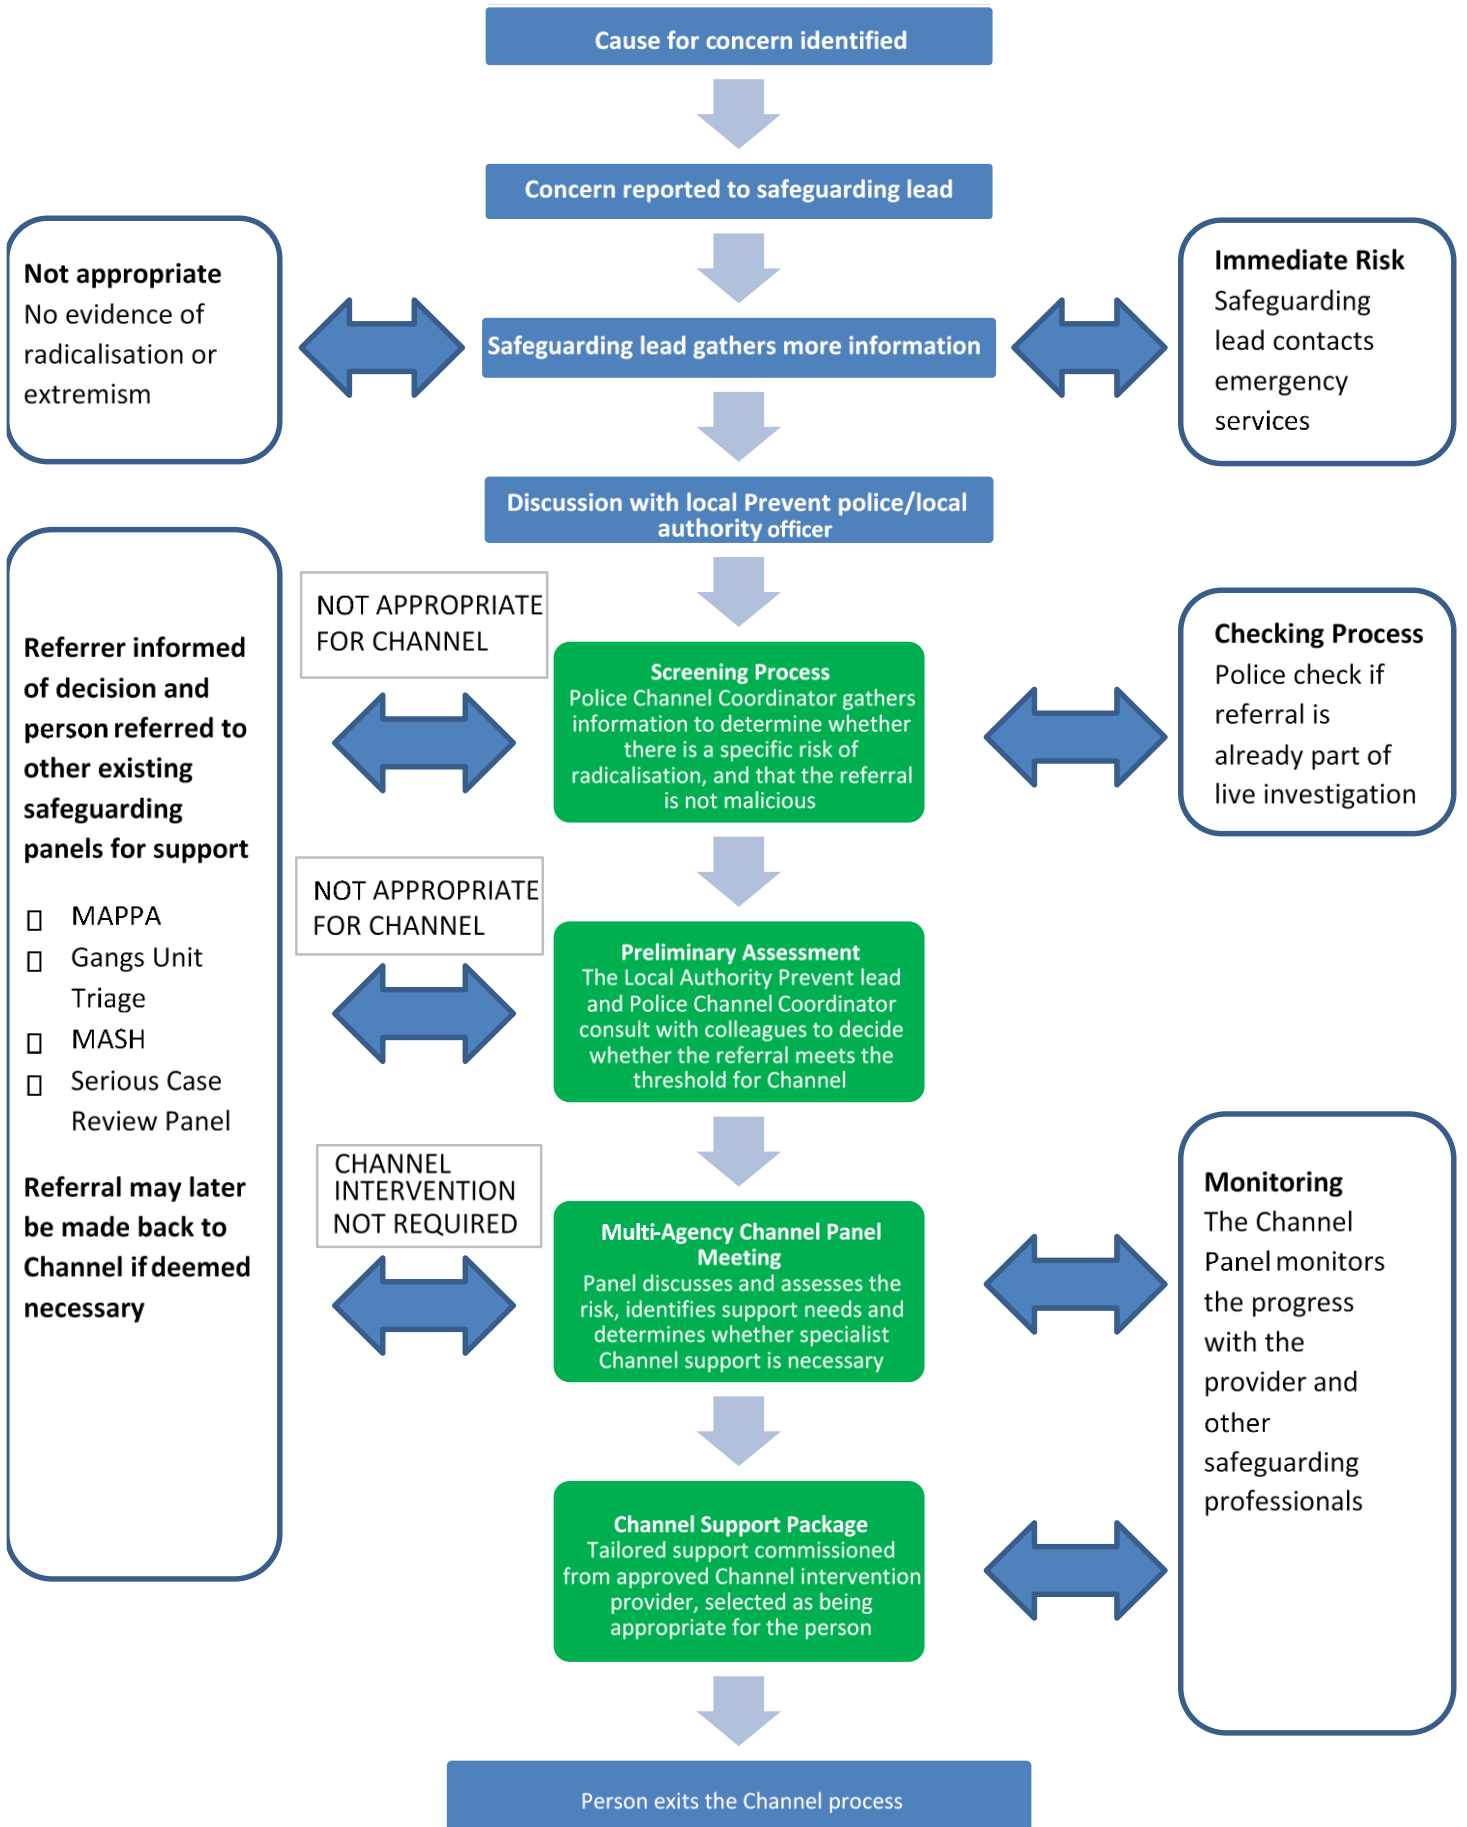 Cause for concern identified
Concern reported to safeguarding lead
Not appropriate
No evidence of
radicalisation or
extremism
Safeguarding lead gathers more information
Immediate Risk
Safeguarding
lead contacts
emergency
services
Discussion with local Prevent police/local
authority officer
Referrer informed
of decision and
person referred to
other existing
safeguarding
panels for support
MAPPA
Gangs Unit
Triage
MASH
Serious Case
Review Panel
Referral may later
be made back to
Channel if deemed
necessary
NOT APPROPRIATE
FOR CHANNEL
Screening Process
Police Channel Coordinator gathers
information to determine whether
there is a specific risk of
radicalisation, and that the referral
is not malicious
Checking Process
Police check if
referral is
already part of
live investigation
NOT APPROPRIATE
FOR CHANNEL
Preliminary Assessment
The Local Authority Prevent lead
and Police Channel Coordinator
consult with colleagues to decide
whether the referral meets the
threshold for Channel
CHANNEL
INTERVENTION
NOT REQUIRED
Multi-Agency Channel Panel
Meeting
Panel discusses and assesses the
risk, identifies support needs and
determines whether specialist
Channel support is necessary
Monitoring
The Channel
Panel monitors
the progress
with the
provider and
other
safeguarding
professionals
Channel Support Package
Tailored support commissioned
from approved Channel intervention
provider, selected as being
appropriate for the person
Person exits the Channel process